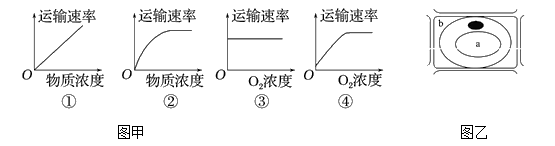 运输速率 运输速率 运输速率 运输速率
O 物质浓度 O 物质浓度 O O₂浓度 O O₂浓度
① ② ③ ④
b
a
图甲 图乙